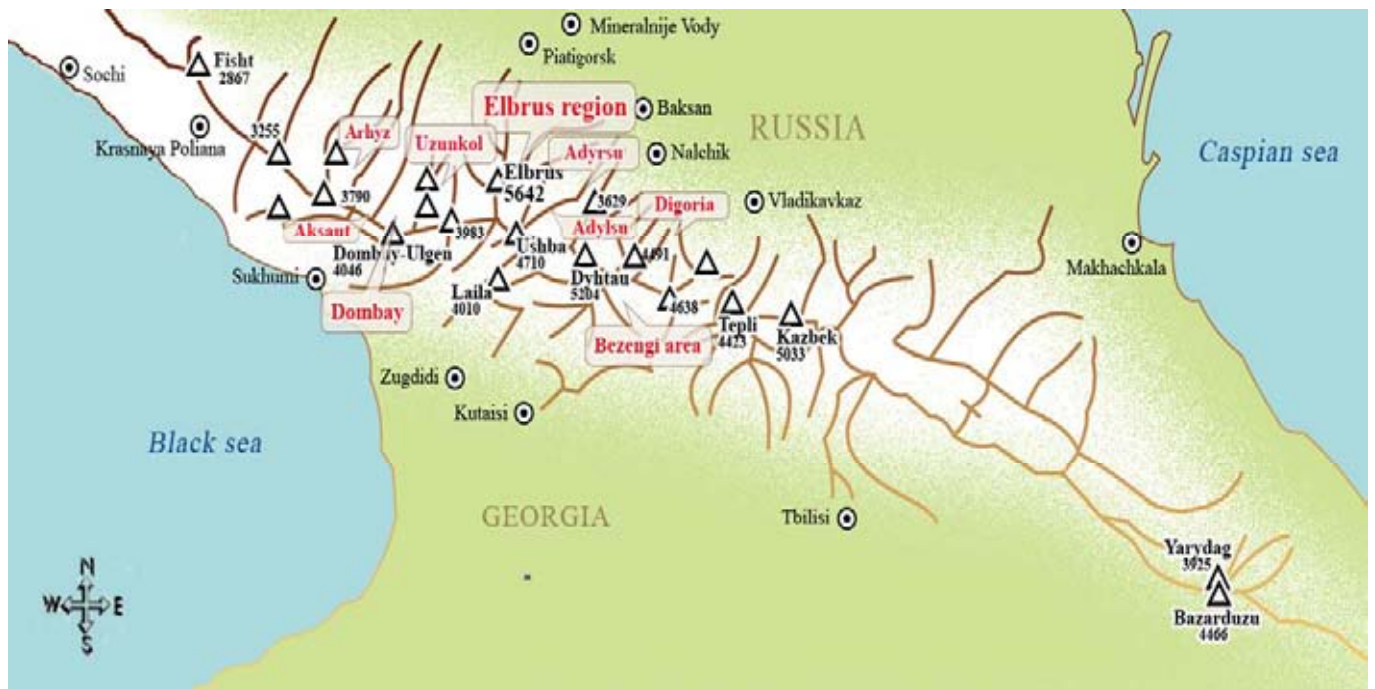 Mineralnije Vody
Piatigorsk
Sochi
Fisht
2867
Elbrus region
Baksan
RUSSIA
Krasnaya Poliana
3255
Arhyz
Uzunkol
Adyrsu
Nalchik
Caspian sea
Elbrus
5642
3790
3629
Digoria
Vladikavkaz
Aksaut
3983
Adylsu
Dombay-Ulgen
4046
Ushba
4710
4491
Makhachkala
Sukhumi
Laila
4010
Dyhtau
5204
4638
Dombay
Tepli
4423
Kazbek
5033
Bezengi area
Zugdidi
Kutaisi
Black sea
GEORGIA
Tbilisi
Yarydag
3925
Bazarduzu
4466
N
W E
S